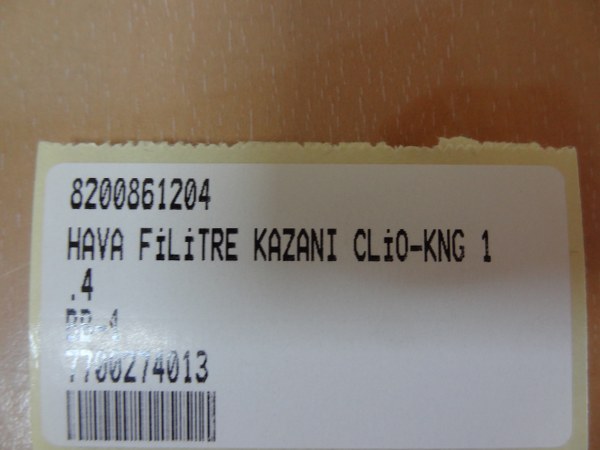 8200861204
HAVA FİLİTRE KAZANI CLİO-KNG 1
.4
7700274013